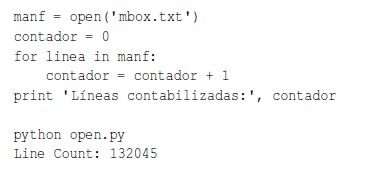 manf = open('mbox.txt')
contador = 0
for linea in manf:
    contador = contador + 1
print 'Líneas contabilizadas:', contador

python open.py
Line Count: 132045